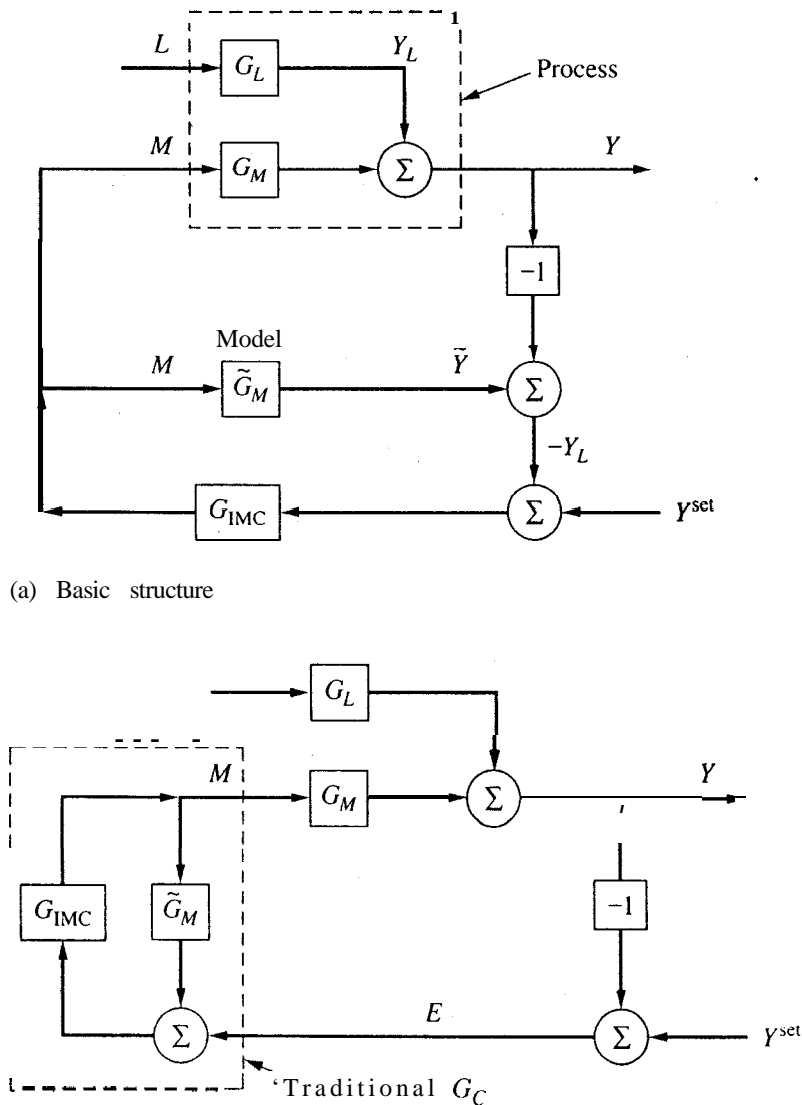 1
L
G_L
Y_L
Process
M
G_M
Σ
Y
-1
Model
M
G̃_M
Ỹ
Σ
-Y_L
G_IMC
Σ
Y^set
(a) Basic structure
G_L
M
G_M
Σ
Y
G_IMC
G̃_M
-1
Σ
E
Σ
Y^set
'Traditional G_C